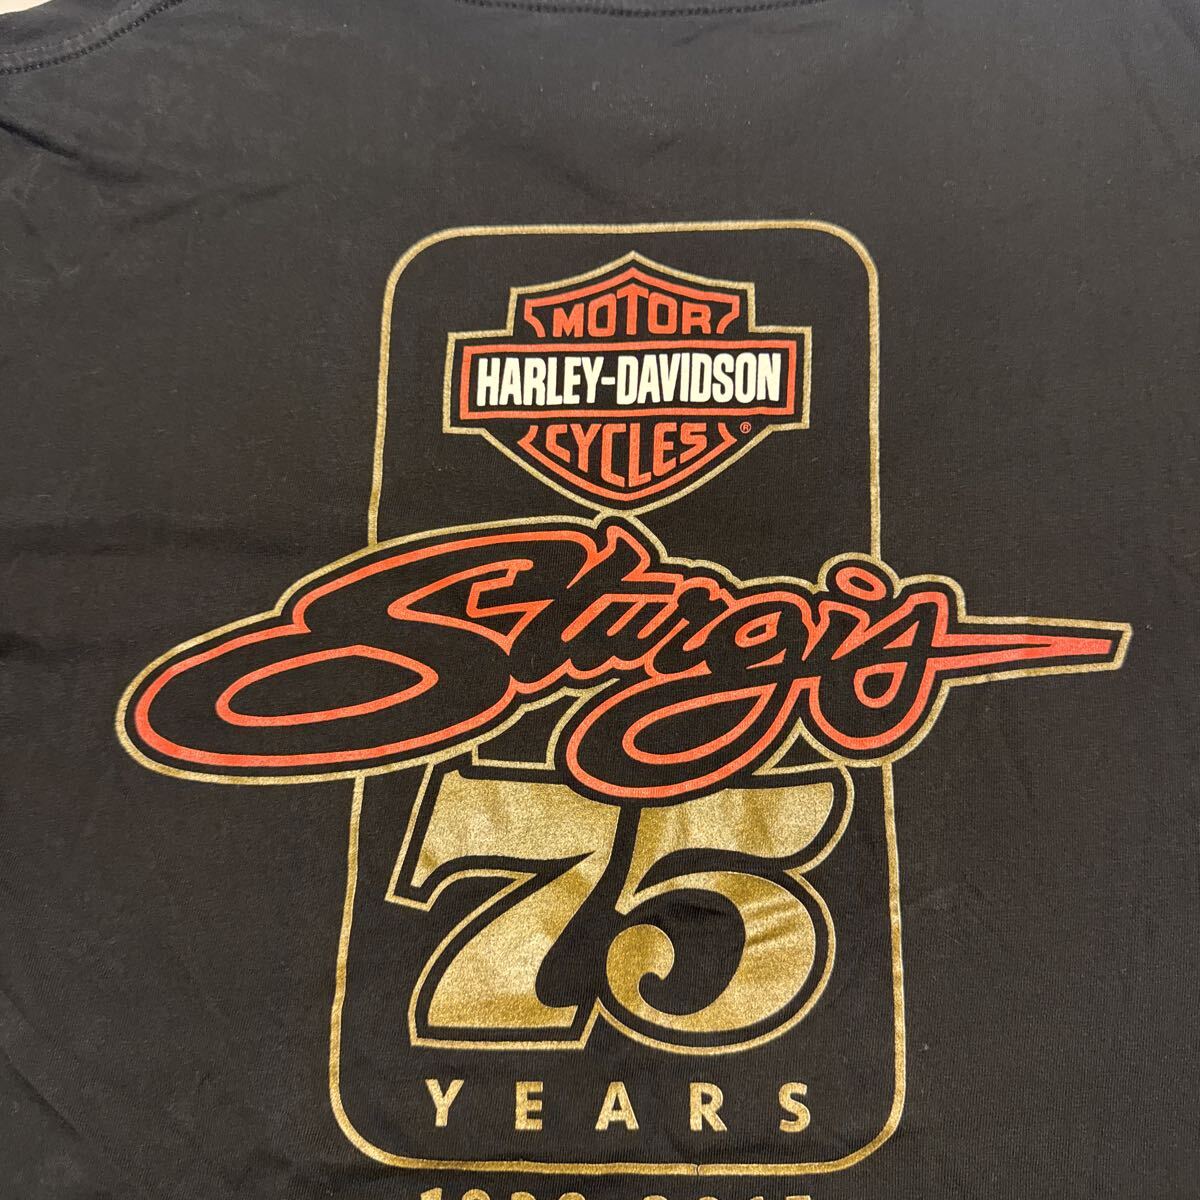 MOTOR
HARLEY-DAVIDSON
CYCLES ®
Sturgis
75
YEARS